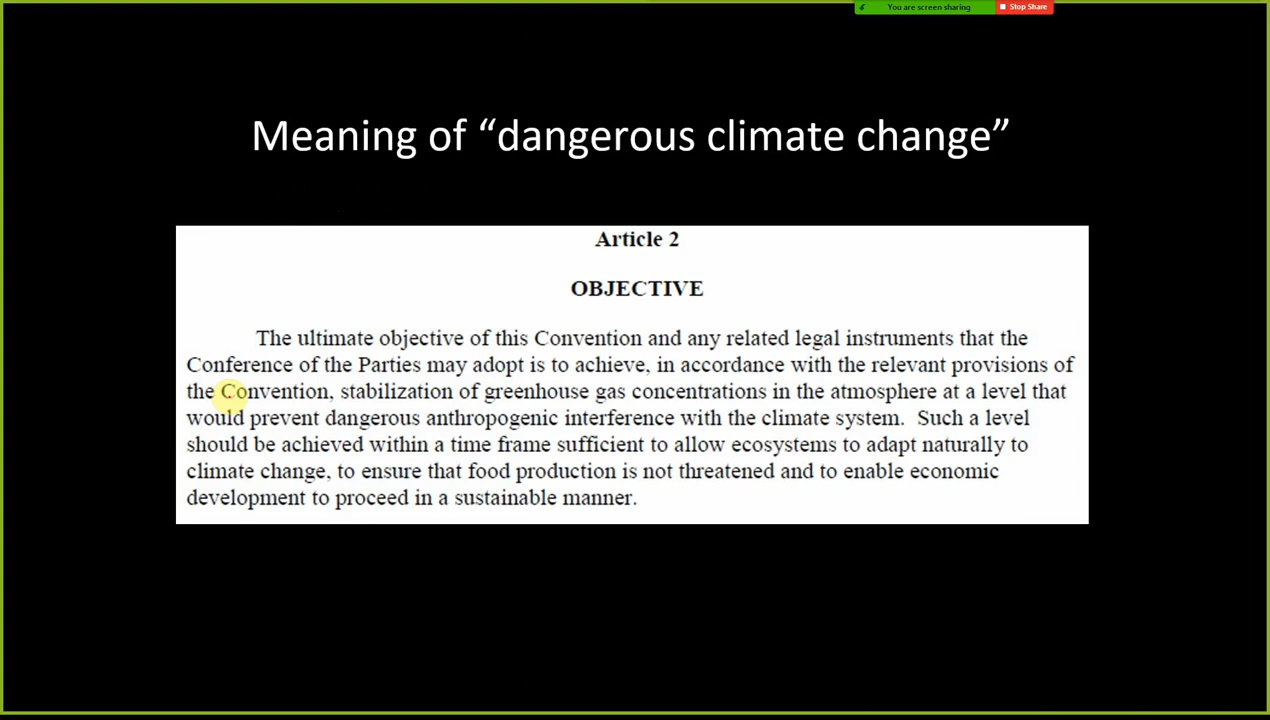 You are screen sharing
Stop Share
Meaning of “dangerous climate change”
Article 2
OBJECTIVE
The ultimate objective of this Convention and any related legal instruments that the
Conference of the Parties may adopt is to achieve, in accordance with the relevant provisions of
the Convention, stabilization of greenhouse gas concentrations in the atmosphere at a level that
would prevent dangerous anthropogenic interference with the climate system. Such a level
should be achieved within a time frame sufficient to allow ecosystems to adapt naturally to
climate change, to ensure that food production is not threatened and to enable economic
development to proceed in a sustainable manner.